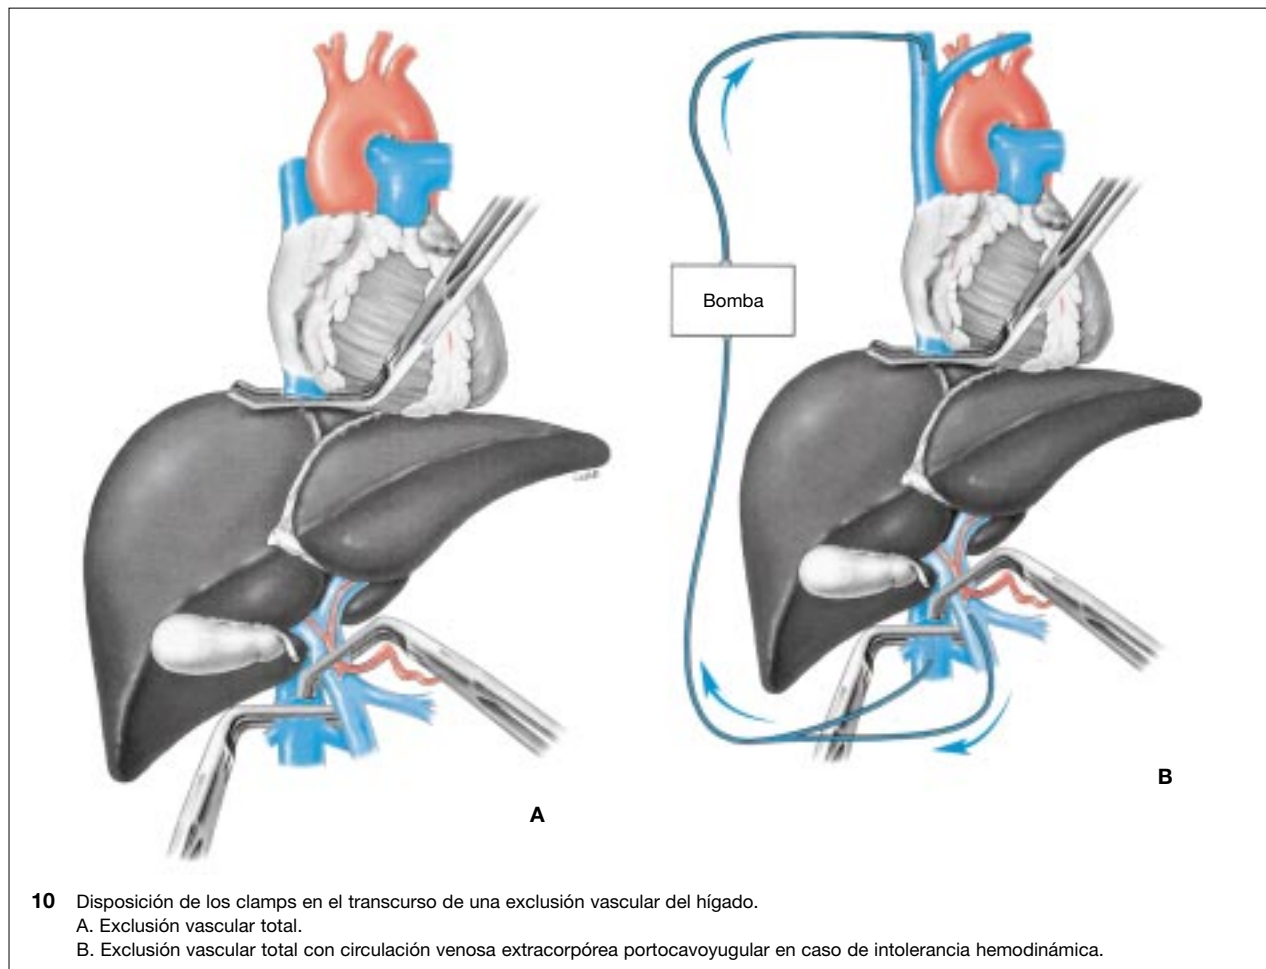 Bomba
A
B
10 Disposición de los clamps en el transcurso de una exclusión vascular del hígado.
A. Exclusión vascular total.
B. Exclusión vascular total con circulación venosa extracorpórea portocavoyugular en caso de intolerancia hemodinámica.